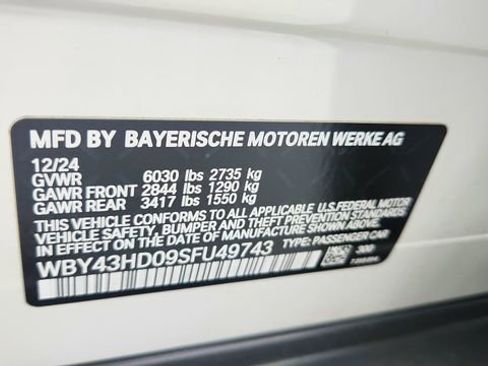 MFD BY BAYERISCHE MOTOREN WERKE AG
12/24
GVWR 6030 lbs 2735 kg
GAWR FRONT 2844 lbs 1290 kg
GAWR REAR 3417 lbs 1550 kg
THIS VEHICLE CONFORMS TO ALL APPLICABLE U.S. FEDERAL MOTOR
VEHICLE SAFETY, BUMPER AND THEFT PREVENTION STANDARDS
IN EFFECT ON THE DATE OF MANUFACTURE SHOWN ABOVE.
WBY43HD09SFU49743 TYPE: PASSENGER CAR
300